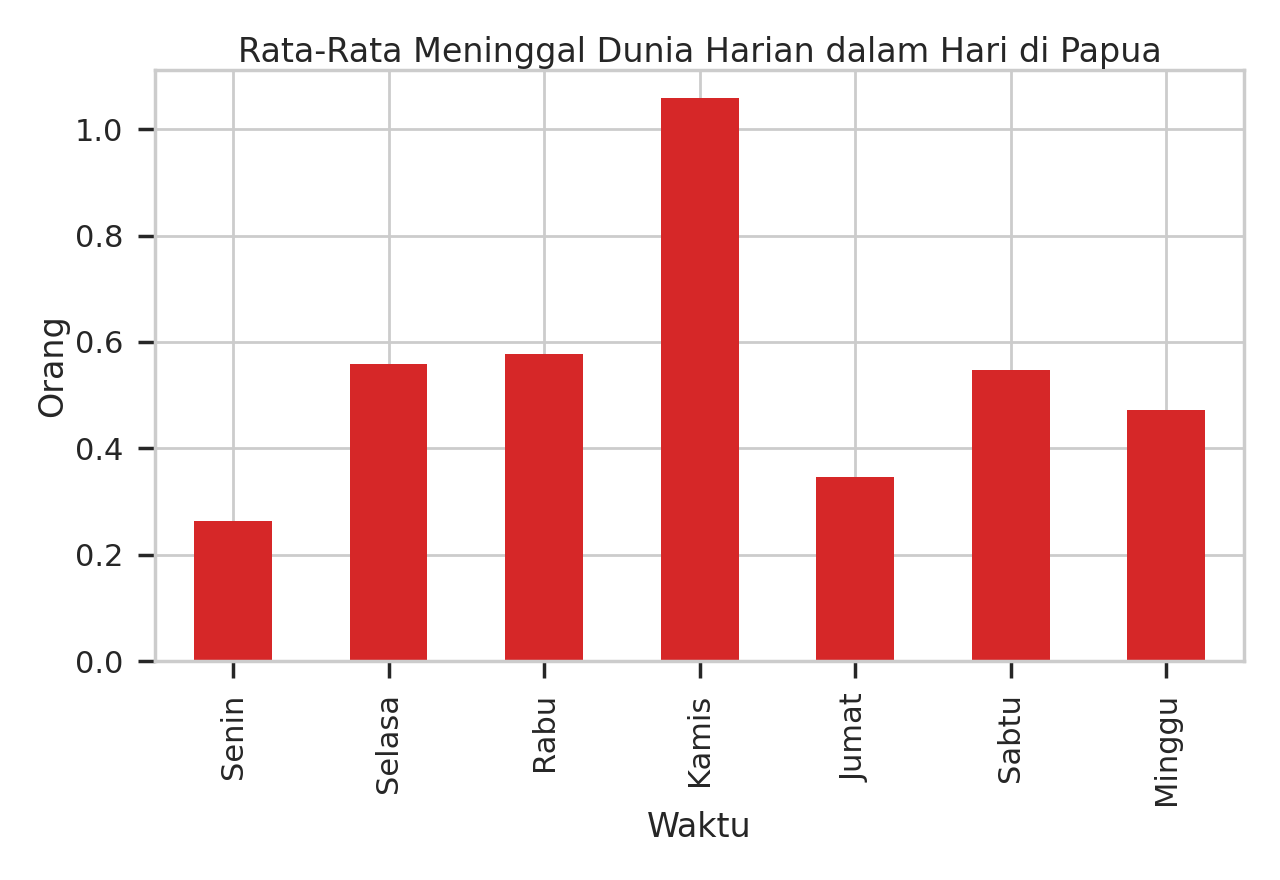 Rata-Rata Meninggal Dunia Harian dalam Hari di Papua
Orang
1.0
0.8
0.6
0.4
0.2
0.0
Senin
Selasa
Rabu
Kamis
Jumat
Sabtu
Minggu
Waktu